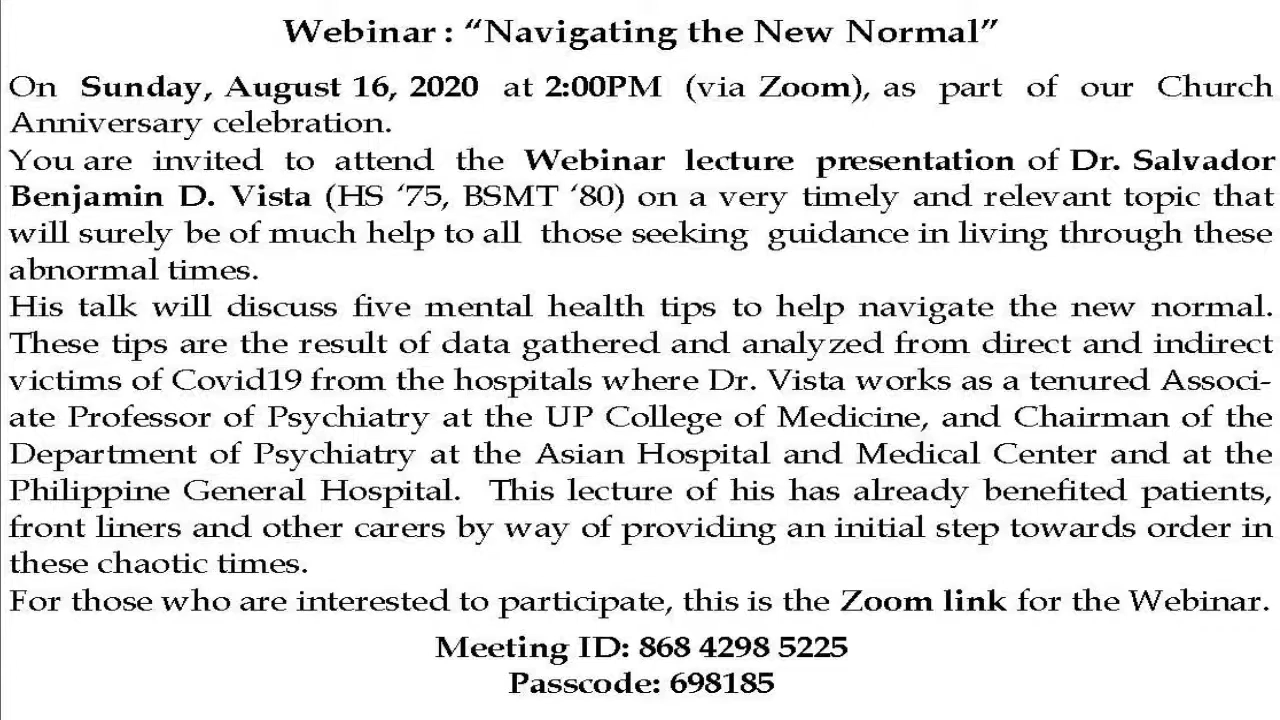 Webinar : “Navigating the New Normal”
On Sunday, August 16, 2020 at 2:00PM (via Zoom), as part of our Church
Anniversary celebration.
You are invited to attend the Webinar lecture presentation of Dr. Salvador
Benjamin D. Vista (HS ‘75, BSMT ‘80) on a very timely and relevant topic that
will surely be of much help to all those seeking guidance in living through these
abnormal times.
His talk will discuss five mental health tips to help navigate the new normal.
These tips are the result of data gathered and analyzed from direct and indirect
victims of Covid19 from the hospitals where Dr. Vista works as a tenured Associ-
ate Professor of Psychiatry at the UP College of Medicine, and Chairman of the
Department of Psychiatry at the Asian Hospital and Medical Center and at the
Philippine General Hospital. This lecture of his has already benefited patients,
front liners and other carers by way of providing an initial step towards order in
these chaotic times.
For those who are interested to participate, this is the Zoom link for the Webinar.
Meeting ID: 868 4298 5225
Passcode: 698185